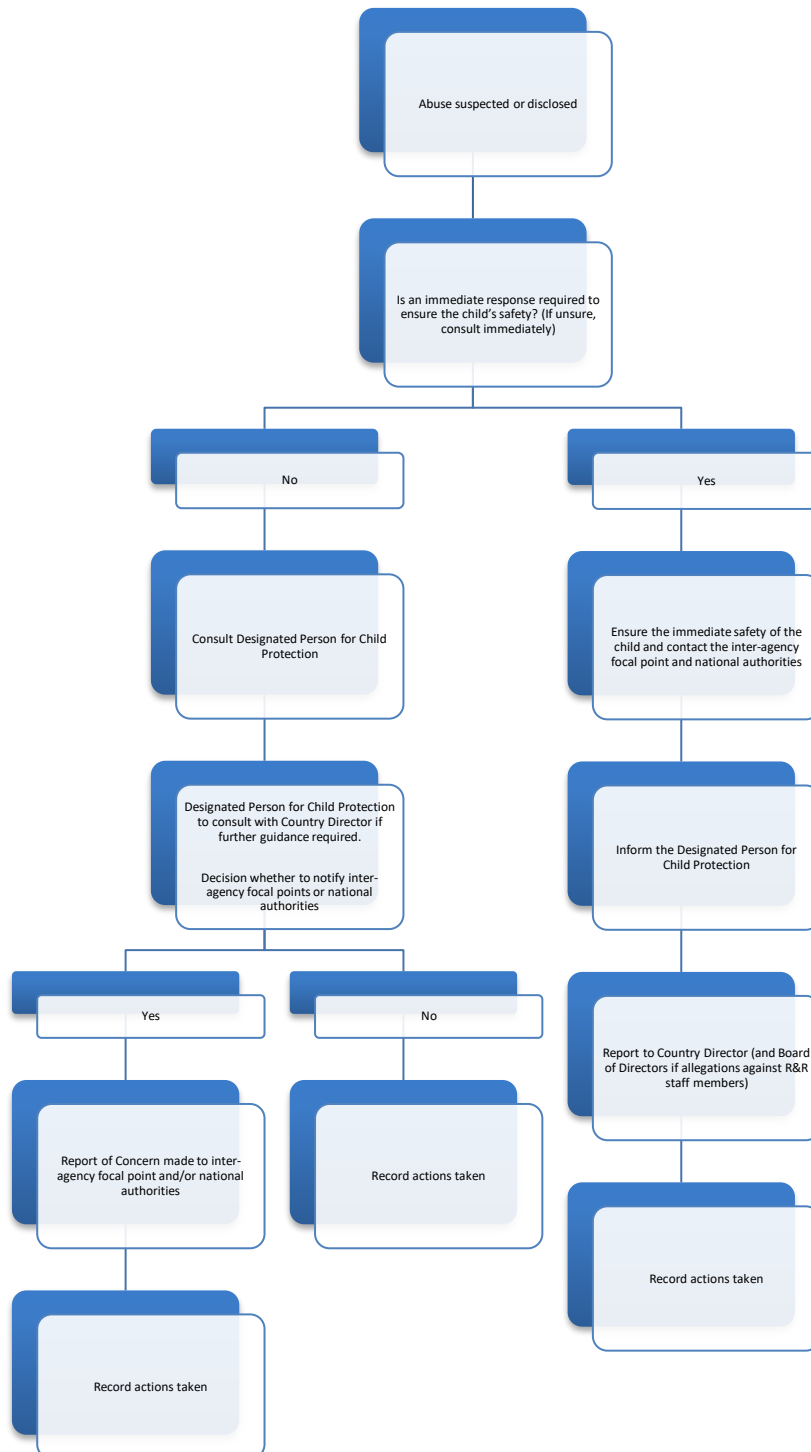 Abuse suspected or disclosed
Is an immediate response required to
ensure the child's safety? (If unsure,
consult immediately)
No
Yes
Consult Designated Person for Child
Protection
Ensure the immediate safety of the
child and contact the inter-agency
focal point and national authorities
Designated Person for Child Protection
to consult with Country Director if
further guidance required.
Decision whether to notify inter-
agency focal points or national
authorities
Inform the Designated Person for
Child Protection
Yes
No
Report to Country Director (and Board
of Directors if allegations against R&R
staff members)
Report of Concern made to inter-
agency focal point and/or national
authorities
Record actions taken
Record actions taken
Record actions taken